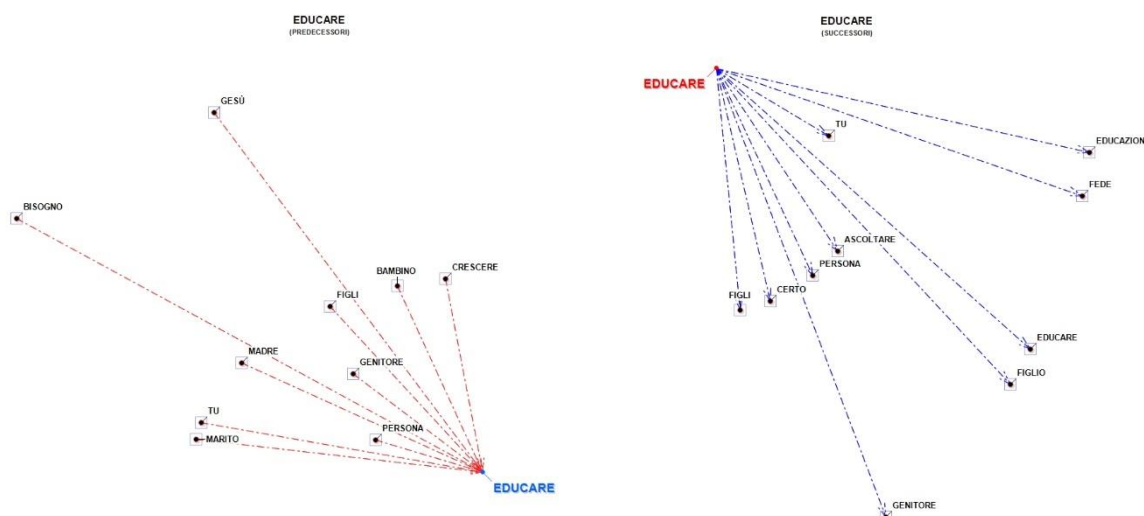 EDUCARE
(PREDECESSORI)
GESÙ
BISOGNO
BAMBINO
CRESCERE
FIGLI
MADRE
GENITORE
TU
PERSONA
MARITO
EDUCARE
EDUCARE
(SUCCESSORI)
EDUCARE
TU
EDUCAZION
FEDE
ASCOLTARE
PERSONA
CERTO
FIGLI
EDUCARE
FIGLIO
GENITORE